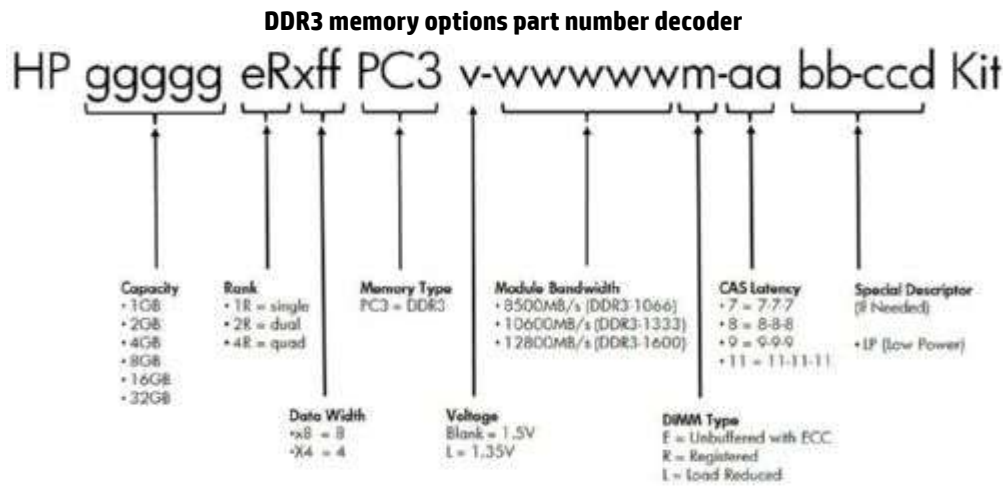 DDR3 memory options part number decoder
HP ggggg eRxff PC3 v-wwwwwm-aa bb-ccd Kit
Capacity
• 1GB
• 2GB
• 4GB
• 8GB
• 16GB
• 32GB
Rank
• 1R = single
• 2R = dual
• 4R = quad
Memory Type
PC3 = DDR3
Module Bandwidth
• 8500MB/s (DDR3-1066)
• 10600MB/s (DDR3-1333)
• 12800MB/s (DDR3-1600)
CAS Latency
• 7 = 7-7-7
• 8 = 8-8-8
• 9 = 9-9-9
• 11 = 11-11-11
Special Descriptor
(If Needed)
• LP (Low Power)
Data Width
•x8 = 8
•X4 = 4
Voltage
Blank = 1.5V
L = 1.35V
DIMM Type
E = Unbuffered with ECC
R = Registered
L = Load Reduced